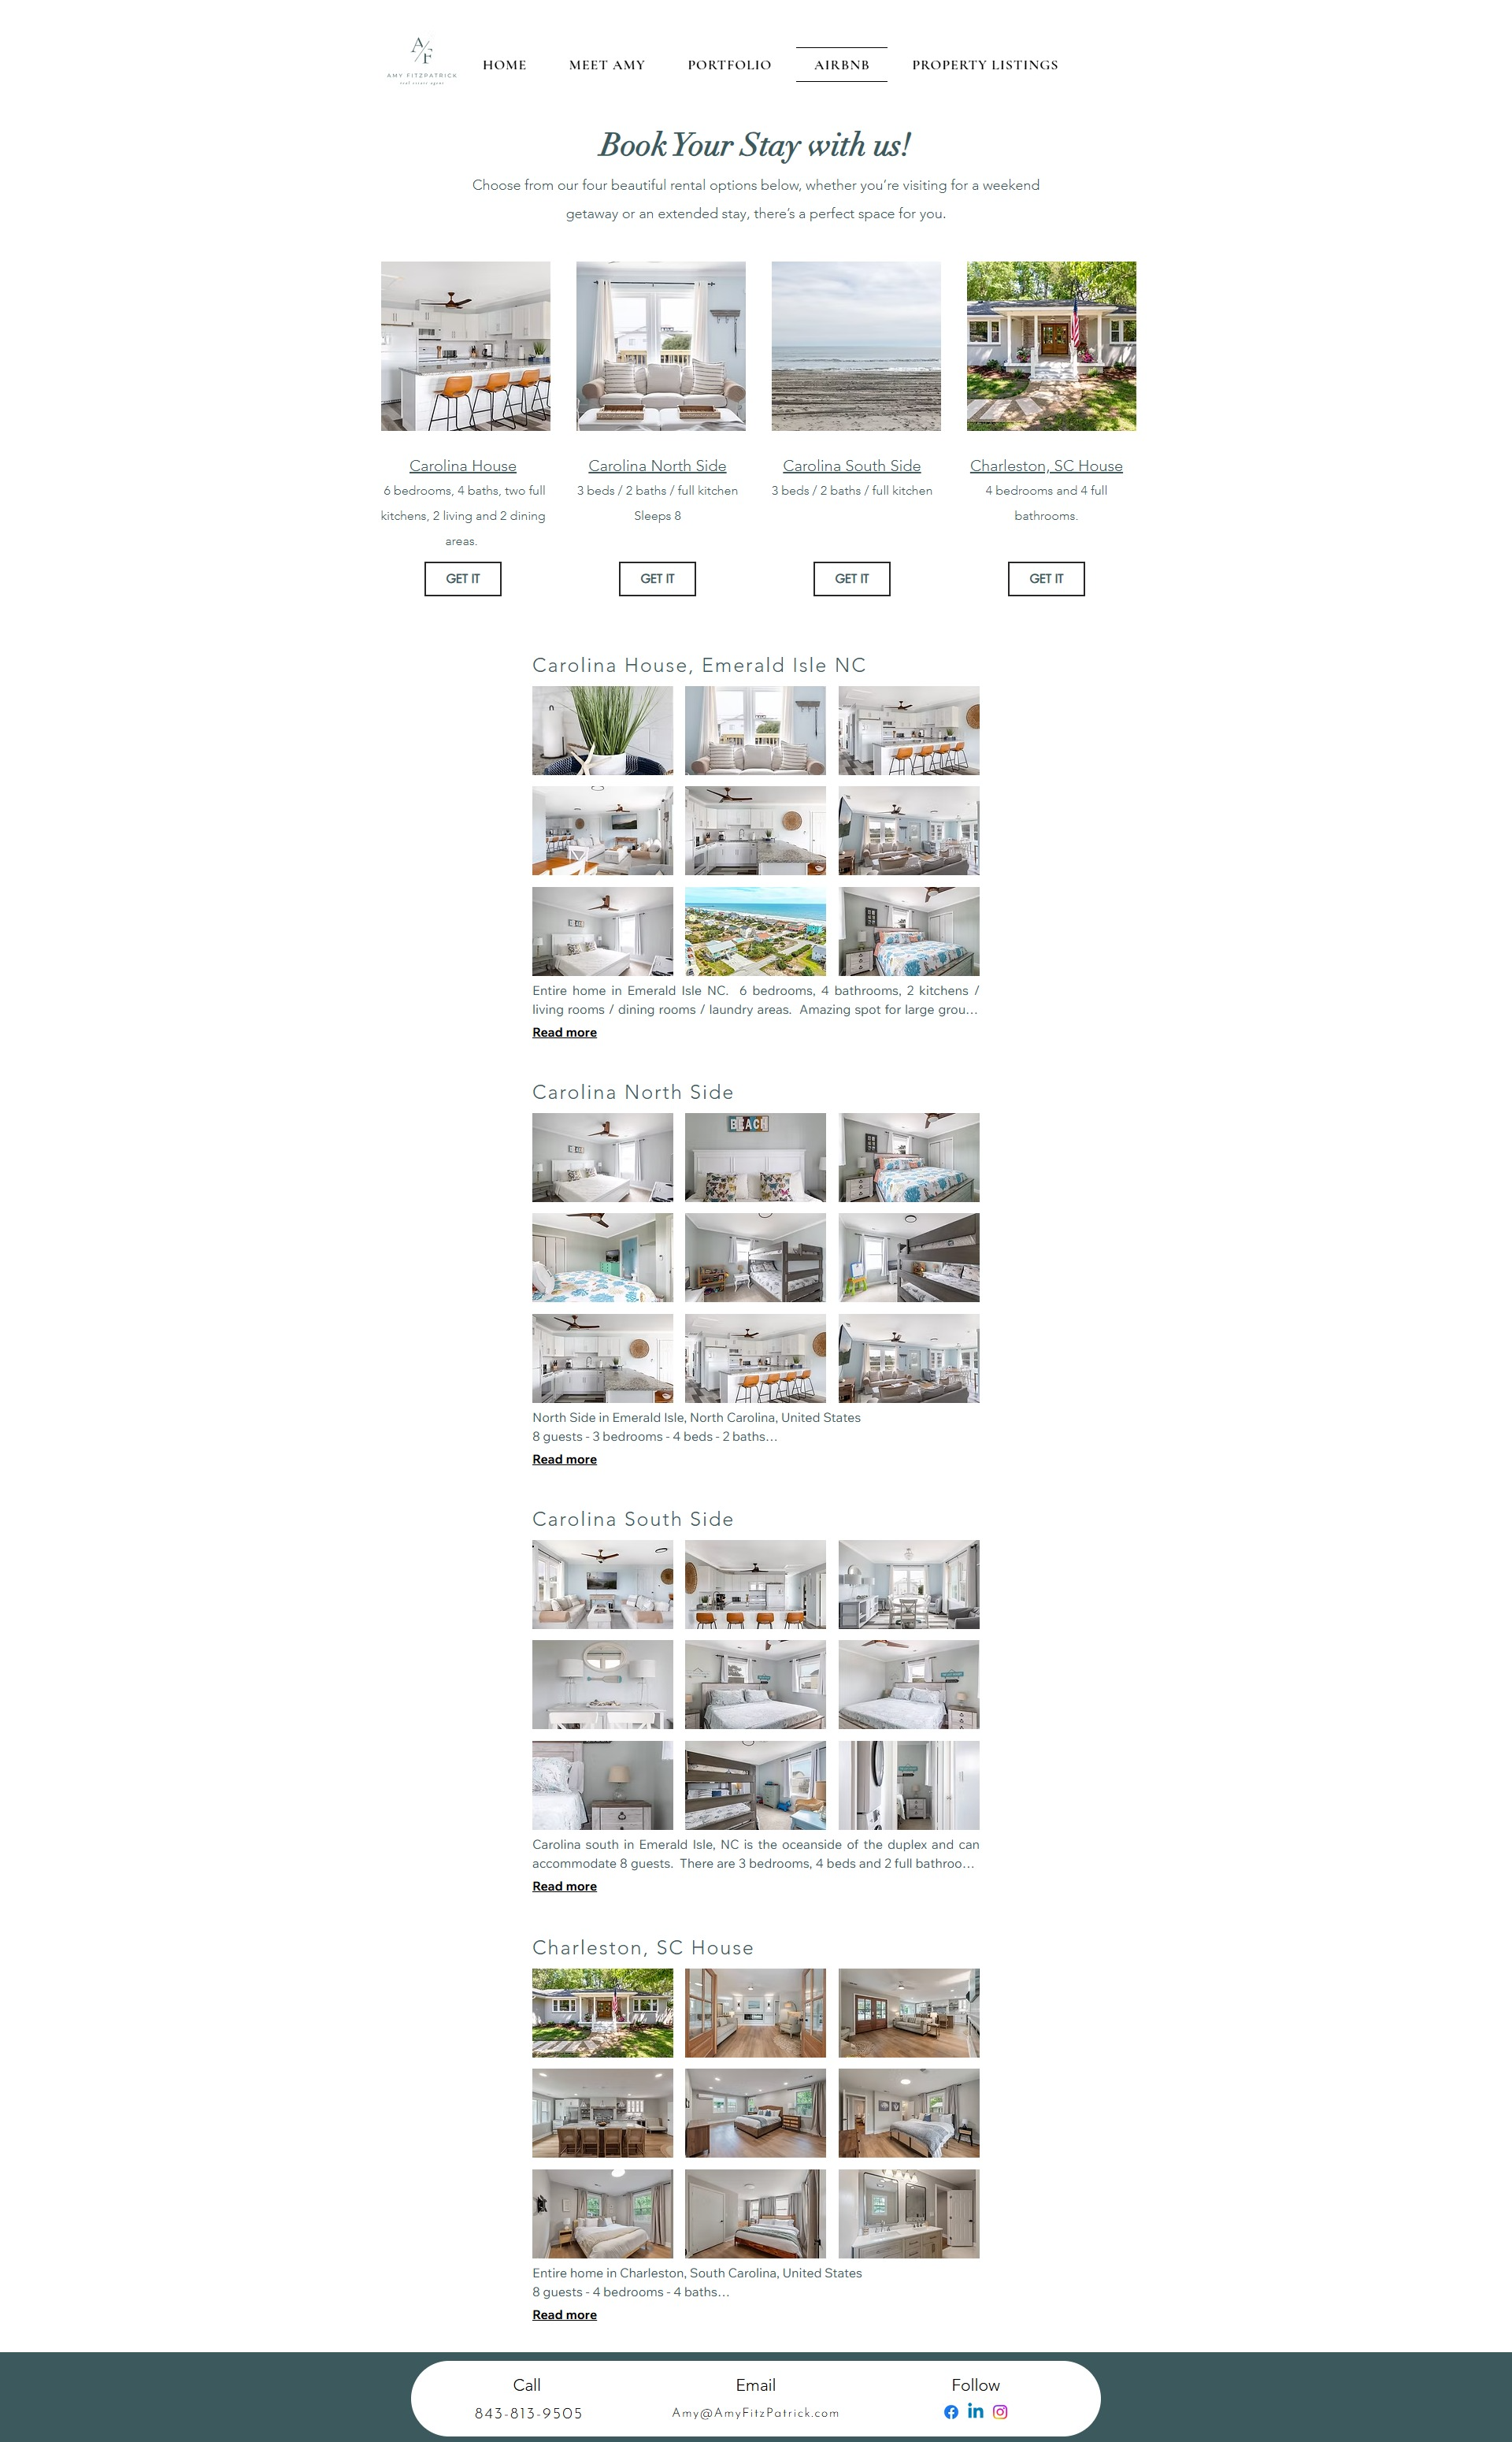 A/F
AMY FITZPATRICK
real estate agent
HOME
MEET AMY
PORTFOLIO
AIRBNB
PROPERTY LISTINGS
Book Your Stay with us!
Choose from our four beautiful rental options below, whether you’re visiting for a weekend
getaway or an extended stay, there’s a perfect space for you.
Carolina House
6 bedrooms, 4 baths, two full
kitchens, 2 living and 2 dining
areas.
GET IT
Carolina North Side
3 beds / 2 baths / full kitchen
Sleeps 8
GET IT
Carolina South Side
3 beds / 2 baths / full kitchen
GET IT
Charleston, SC House
4 bedrooms and 4 full
bathrooms.
GET IT
Carolina House, Emerald Isle NC
Entire home in Emerald Isle NC.  6 bedrooms, 4 bathrooms, 2 kitchens /
living rooms / dining rooms / laundry areas.  Amazing spot for large grou…
Read more
Carolina North Side
BEACH
North Side in Emerald Isle, North Carolina, United States
8 guests - 3 bedrooms - 4 beds - 2 baths…
Read more
Carolina South Side
Carolina south in Emerald Isle, NC is the oceanside of the duplex and can
accommodate 8 guests.  There are 3 bedrooms, 4 beds and 2 full bathroo…
Read more
Charleston, SC House
Entire home in Charleston, South Carolina, United States
8 guests - 4 bedrooms - 4 baths…
Read more
Call
843-813-9505
Email
Amy@AmyFitzPatrick.com
Follow